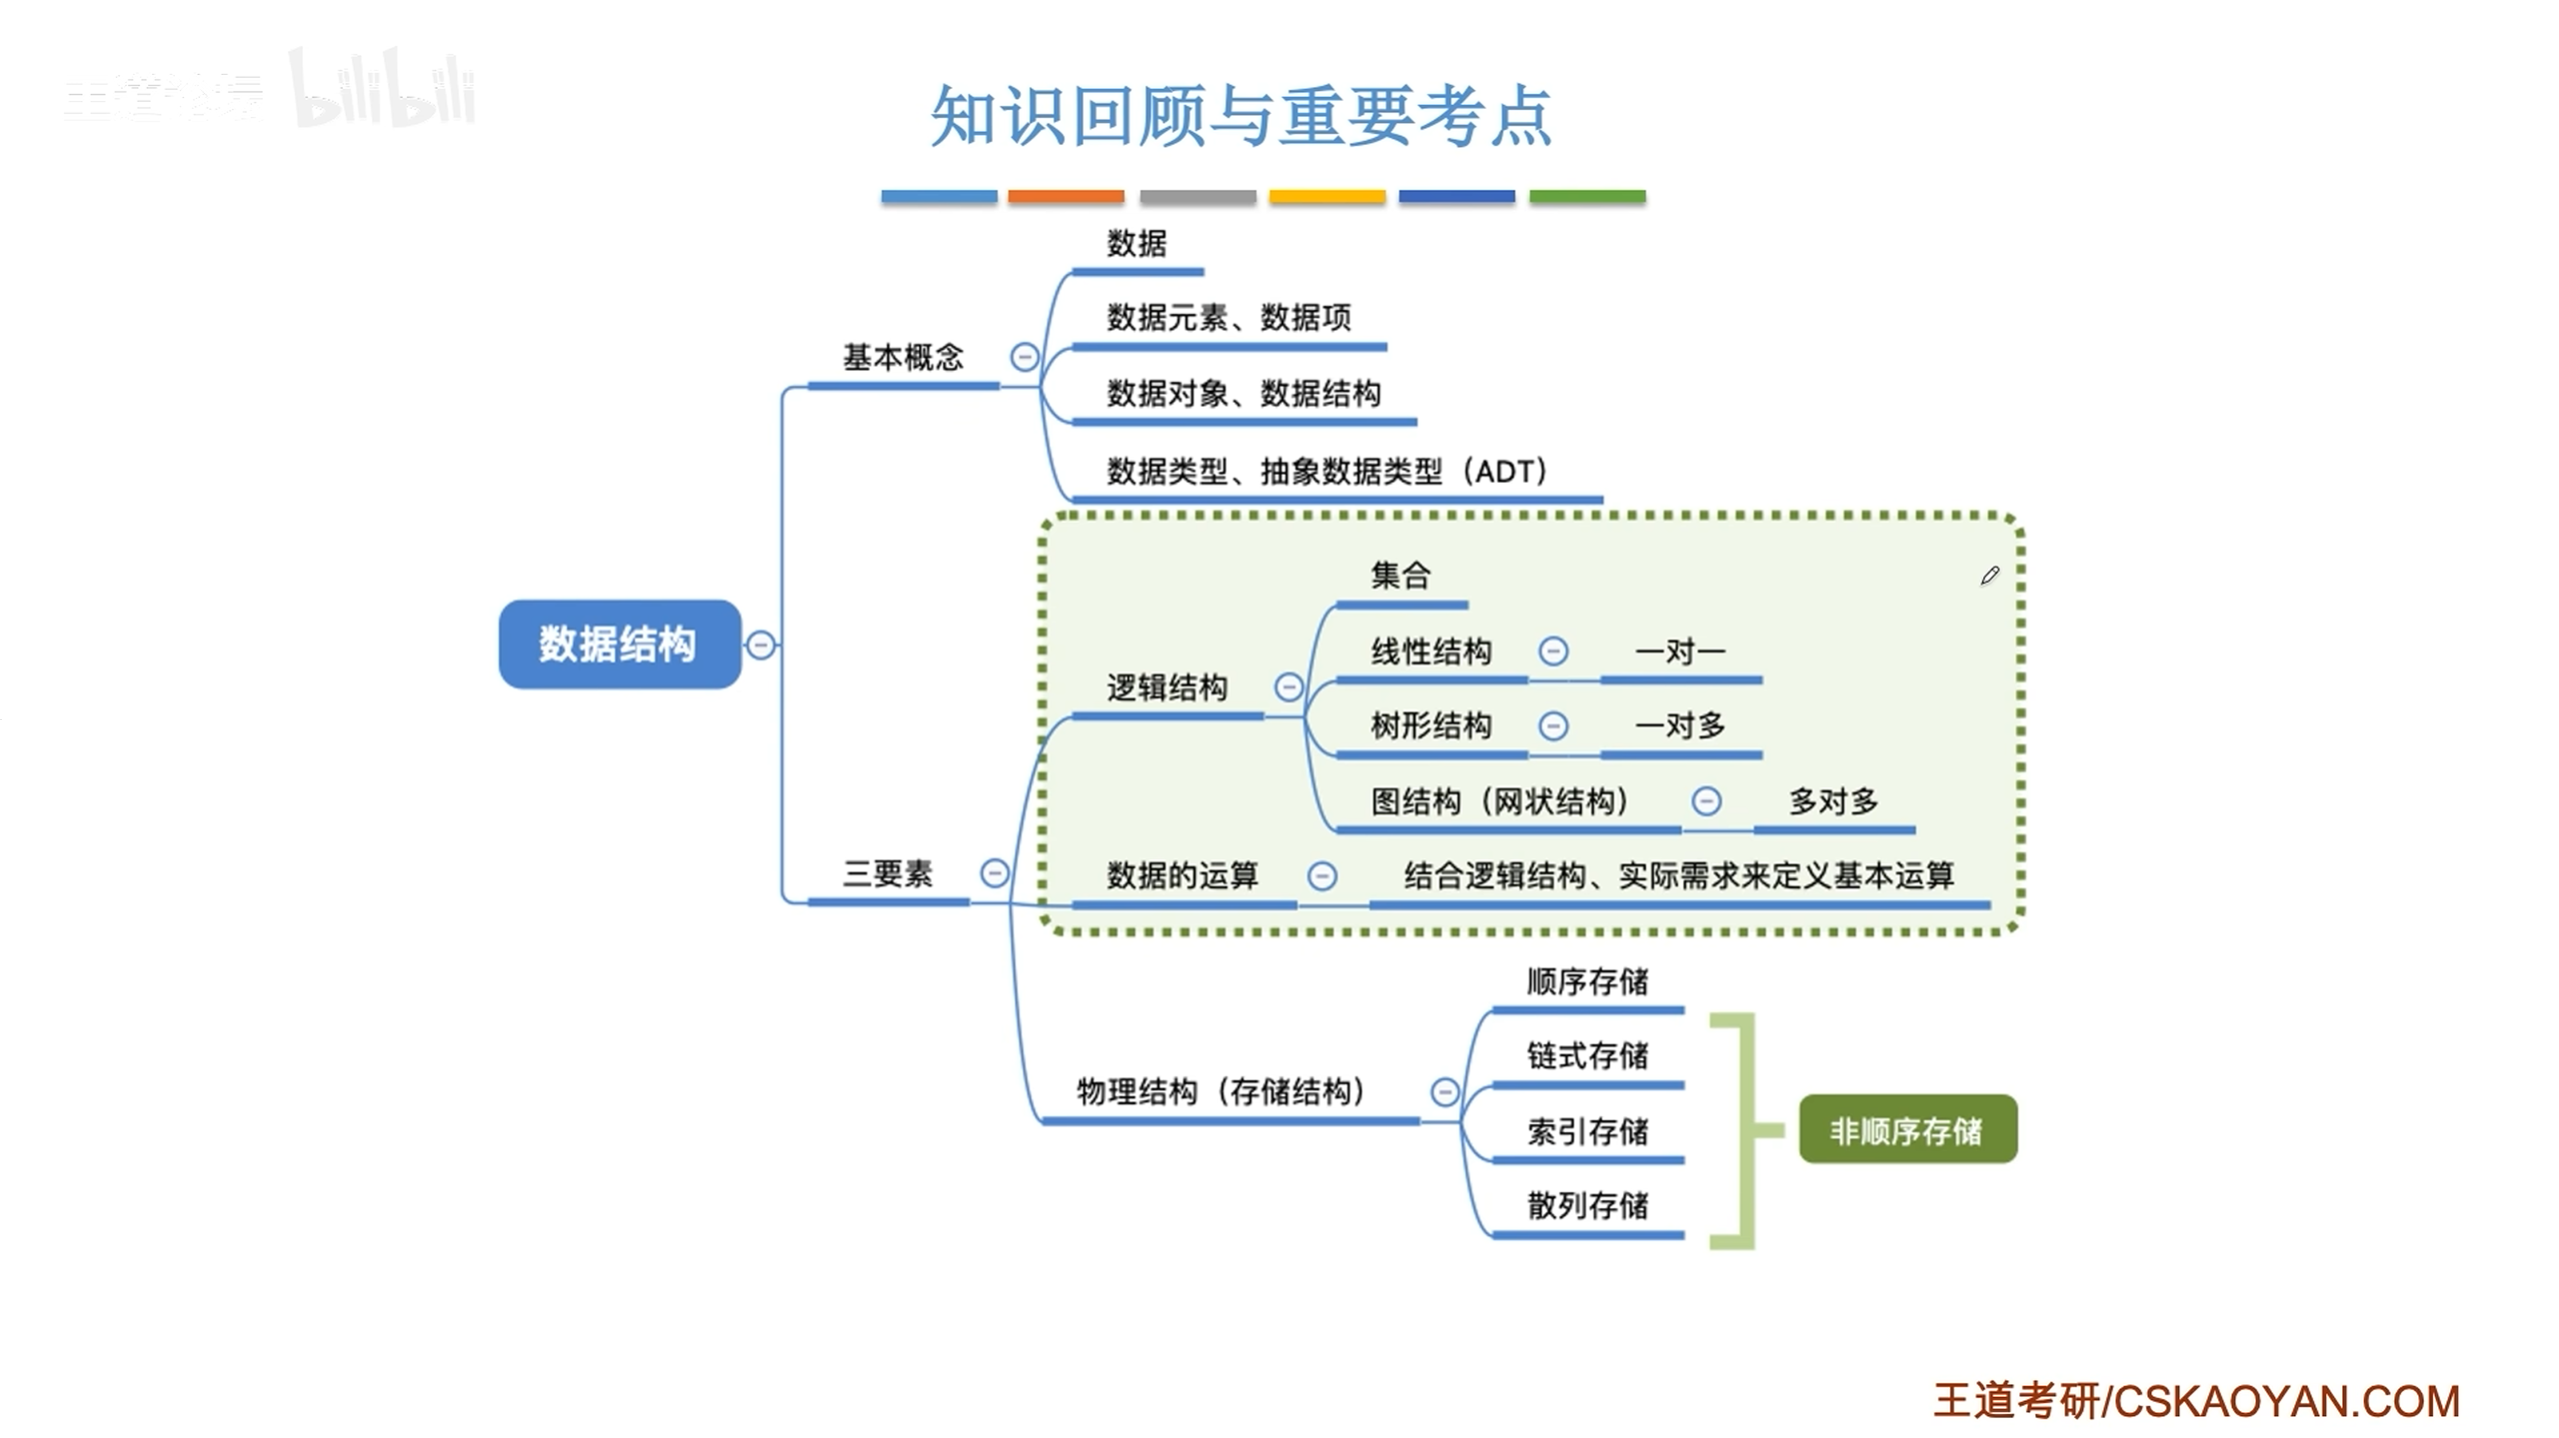 王道论坛 bilibili
知识回顾与重要考点
数据
数据元素、数据项
基本概念
数据对象、数据结构
数据类型、抽象数据类型（ADT）
数据结构
集合
线性结构 一对一
逻辑结构
树形结构 一对多
图结构（网状结构） 多对多
三要素
数据的运算 结合逻辑结构、实际需求来定义基本运算
顺序存储
链式存储
物理结构（存储结构）
索引存储
散列存储
非顺序存储
王道考研/CSKAOYAN.COM